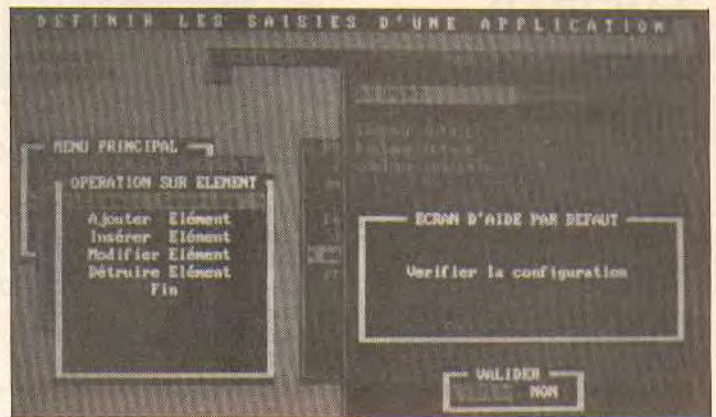 DEFINIR LES SAISIES D'UNE APPLICATION
MENU PRINCIPAL
OPERATION SUR ELEMENT
Ajouter Elément
Insérer Elément
Modifier Elément
Détruire Elément
Fin
ECRAN D'AIDE PAR DEFAUT
Verifier la configuration
VALIDER
NON